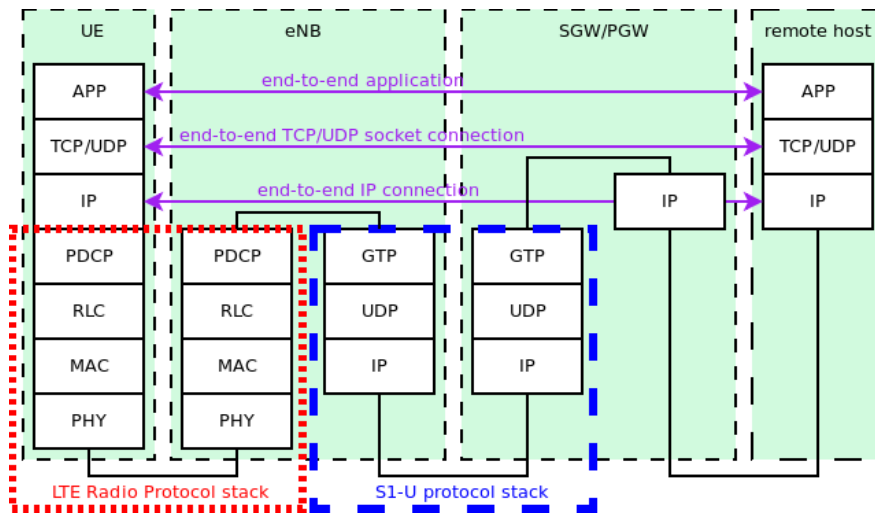 UE
eNB
SGW/PGW
remote host
APP
end-to-end application
APP
TCP/UDP
end-to-end TCP/UDP socket connection
TCP/UDP
IP
end-to-end IP connection
IP
IP
PDCP
PDCP
GTP
GTP
RLC
RLC
UDP
UDP
MAC
MAC
IP
IP
PHY
PHY
LTE Radio Protocol stack
S1-U protocol stack